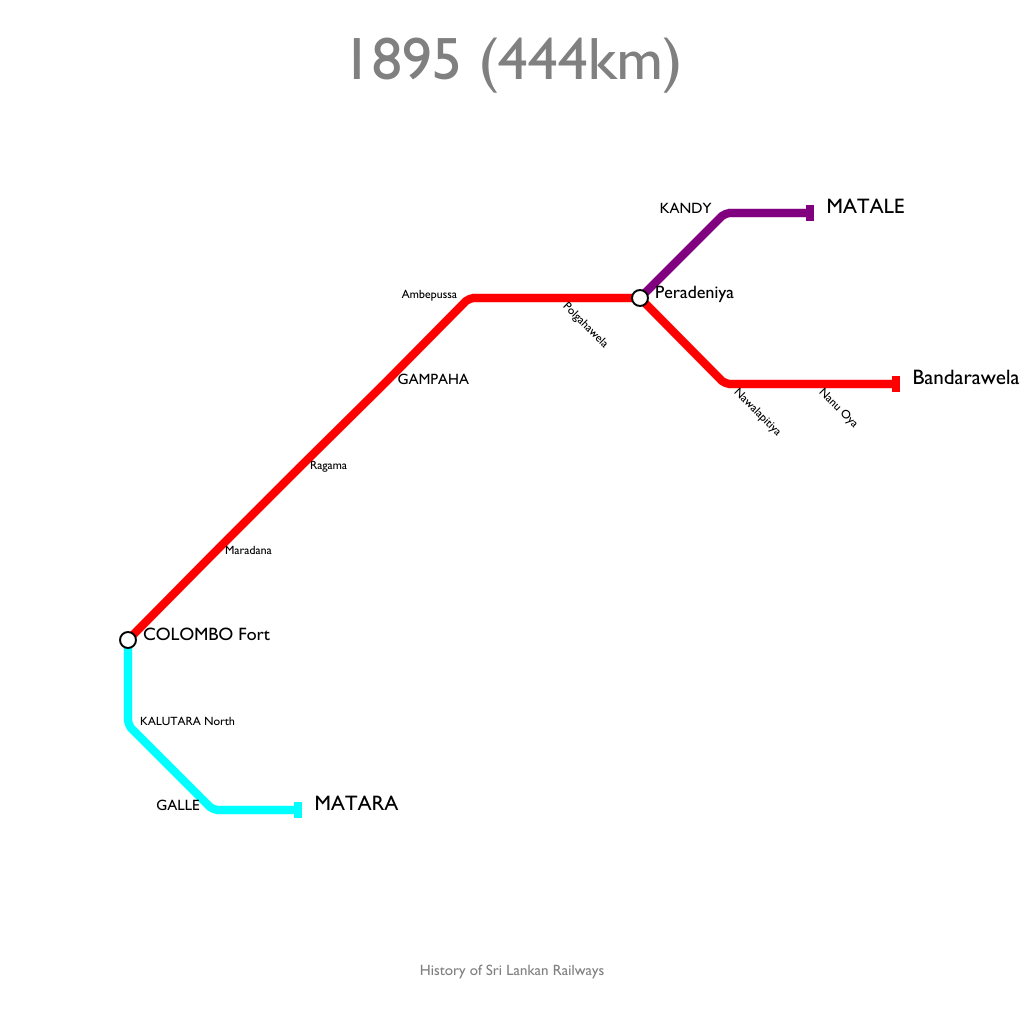 1895 (444km)
KANDY
MATALE
Ambepussa
Peradeniya
Polgahawela
GAMPAHA
Bandarawela
Nawalapitiya
Nanu Oya
Ragama
Maradana
COLOMBO Fort
KALUTARA North
GALLE
MATARA
History of Sri Lankan Railways